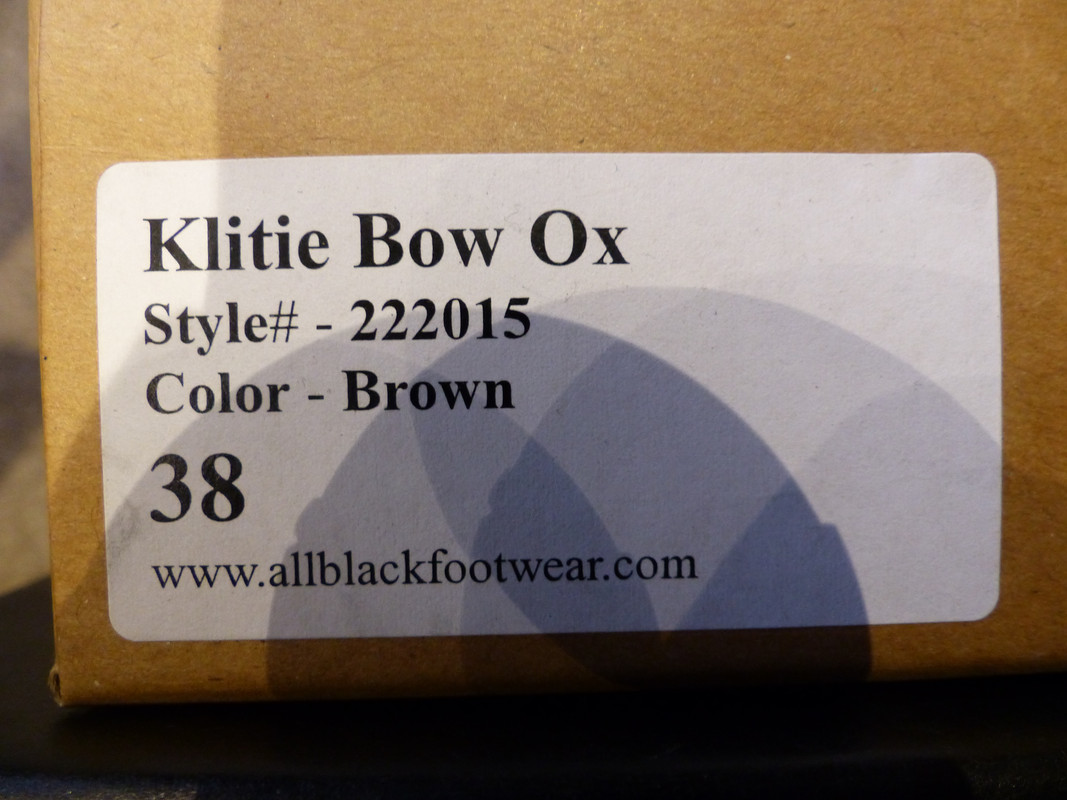 Klitie Bow Ox
Style# - 222015
Color - Brown
38
www.allblackfootwear.com